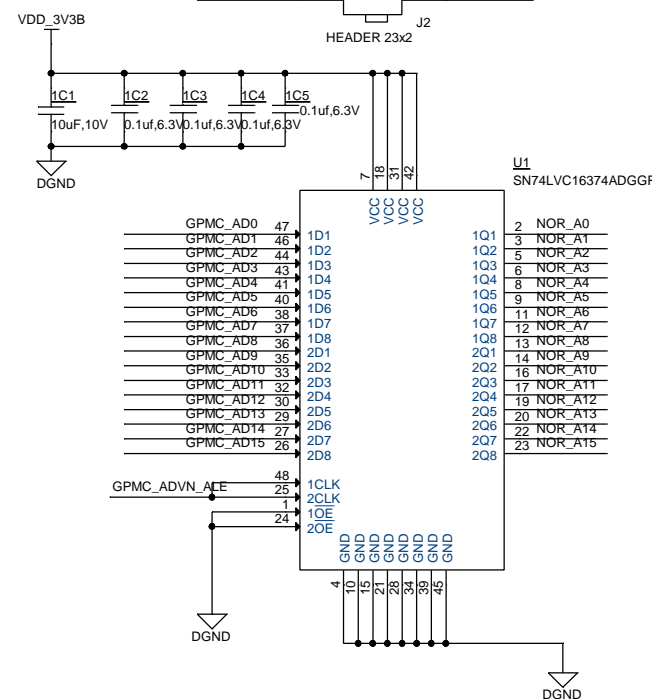 J2
HEADER 23x2
VDD_3V3B
1C1
1C2
1C3
1C4
1C5
10uF,10V
0.1uf,6.3V
0.1uf,6.3V
0.1uf,6.3V
0.1uf,6.3V
DGND
7
18
31
42
VCC
VCC
VCC
VCC
U1
SN74LVC16374ADGGR
GPMC_AD0 47 1D1 1Q1 2 NOR_A0
GPMC_AD1 46 1D2 1Q2 3 NOR_A1
GPMC_AD2 44 1D3 1Q3 5 NOR_A2
GPMC_AD3 43 1D4 1Q4 6 NOR_A3
GPMC_AD4 41 1D5 1Q5 8 NOR_A4
GPMC_AD5 40 1D6 1Q6 9 NOR_A5
GPMC_AD6 38 1D7 1Q7 11 NOR_A6
GPMC_AD7 37 1D8 1Q8 12 NOR_A7
GPMC_AD8 36 2D1 2Q1 13 NOR_A8
GPMC_AD9 35 2D2 2Q2 14 NOR_A9
GPMC_AD10 33 2D3 2Q3 16 NOR_A10
GPMC_AD11 32 2D4 2Q4 17 NOR_A11
GPMC_AD12 30 2D5 2Q5 19 NOR_A12
GPMC_AD13 29 2D6 2Q6 20 NOR_A13
GPMC_AD14 27 2D7 2Q7 22 NOR_A14
GPMC_AD15 26 2D8 2Q8 23 NOR_A15
48 1CLK
GPMC_ADVN_ALE 25 2CLK
1 1OE
24 2OE
GND
GND
GND
GND
GND
GND
GND
GND
4
10
15
21
28
34
39
45
DGND
DGND